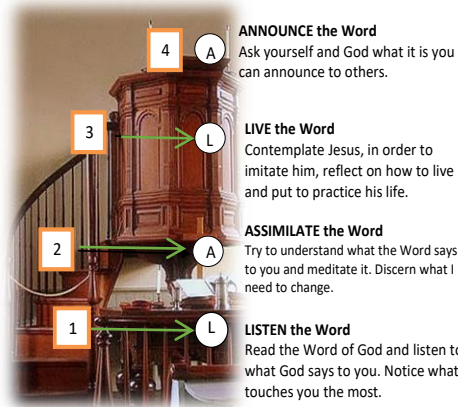 4
A
ANNOUNCE the Word
Ask yourself and God what it is you
can announce to others.
3
L
LIVE the Word
Contemplate Jesus, in order to
imitate him, reflect on how to live
and put to practice his life.
2
A
ASSIMILATE the Word
Try to understand what the Word says
to you and meditate it. Discern what I
need to change.
1
L
LISTEN the Word
Read the Word of God and listen to
what God says to you. Notice what
touches you the most.